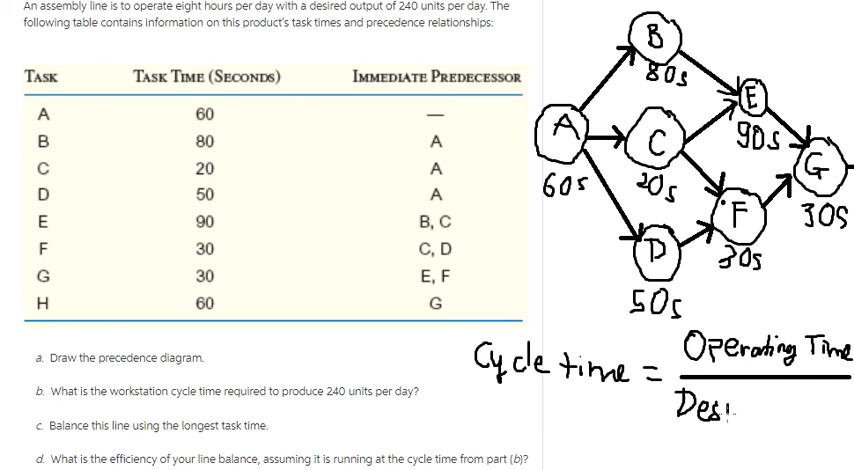 An assembly line is to operate eight hours per day with a desired output of 240 units per day. The
following table contains information on this product's task times and precedence relationships:
TASK TASK TIME (SECONDS) IMMEDIATE PREDECESSOR
A 60 —
B 80 A
C 20 A
D 50 A
E 90 B, C
F 30 C, D
G 30 E, F
H 60 G
a. Draw the precedence diagram.
b. What is the workstation cycle time required to produce 240 units per day?
c. Balance this line using the longest task time.
d. What is the efficiency of your line balance, assuming it is running at the cycle time from part (b)?
B
80s
E
90s
A
60s
C
20s
G
30s
F
30s
D
50s
Cycle time = Operating Time
Desi